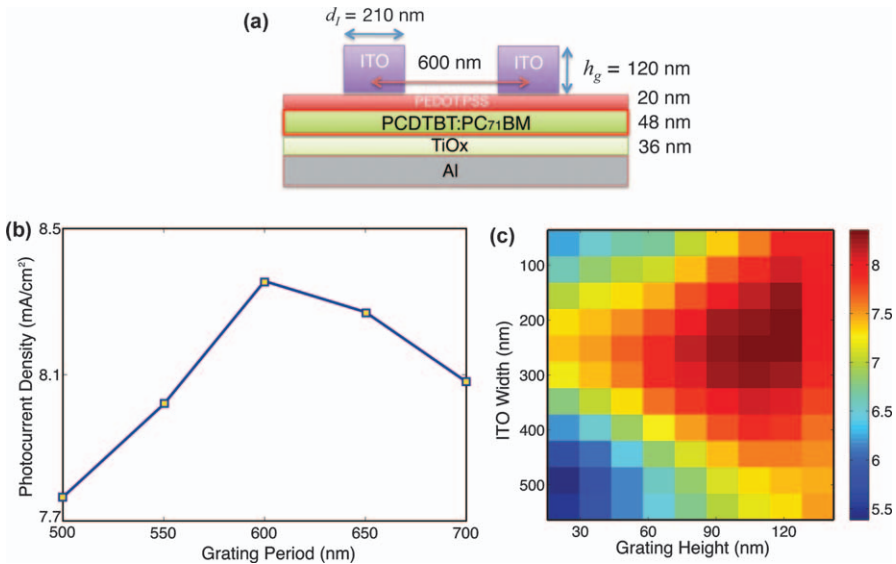 (a)
d_I = 210 nm
ITO
600 nm
ITO
h_g = 120 nm
PEDOT:PSS
20 nm
PCDTBT:PC₇₁BM
48 nm
TiOx
36 nm
Al
(b)
8.5
8.1
7.7
Photocurrent Density (mA/cm²)
500 550 600 650 700
Grating Period (nm)
(c)
100
200
300
400
500
ITO Width (nm)
30 60 90 120
Grating Height (nm)
8
7.5
7
6.5
6
5.5